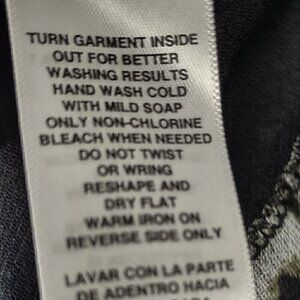 TURN GARMENT INSIDE
OUT FOR BETTER
WASHING RESULTS
HAND WASH COLD
WITH MILD SOAP
ONLY NON-CHLORINE
BLEACH WHEN NEEDED
DO NOT TWIST
OR WRING
RESHAPE AND
DRY FLAT
WARM IRON ON
REVERSE SIDE ONLY
LAVAR CON LA PARTE
DE ADENTRO HACIA